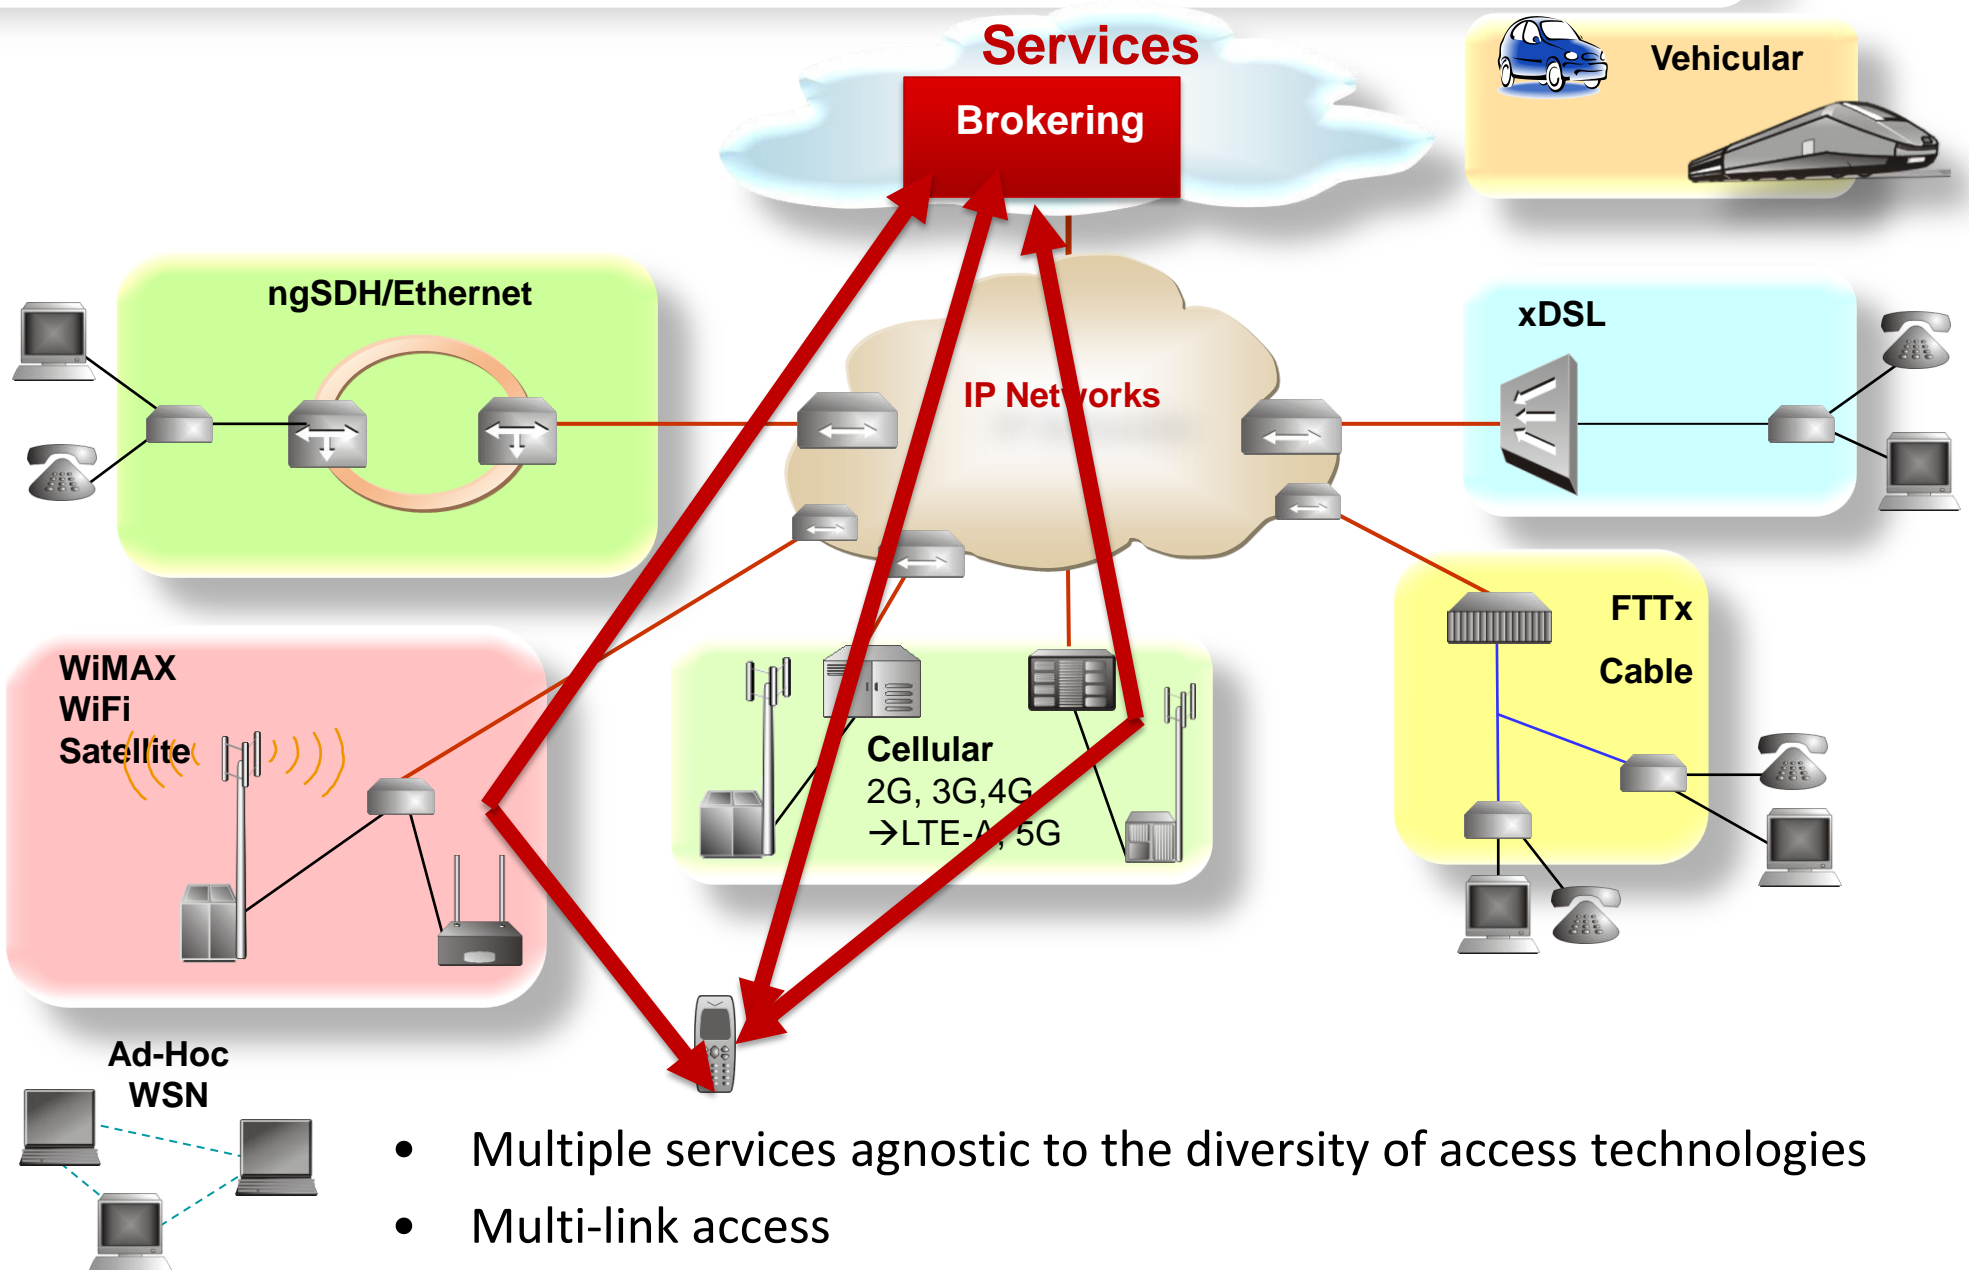 Services
Brokering
Vehicular
ngSDH/Ethernet
xDSL
IP Networks
FTTx
Cable
WiMAX
WiFi
Satellite
Cellular
2G, 3G,4G
→LTE-A, 5G
Ad-Hoc
WSN
• Multiple services agnostic to the diversity of access technologies
• Multi-link access